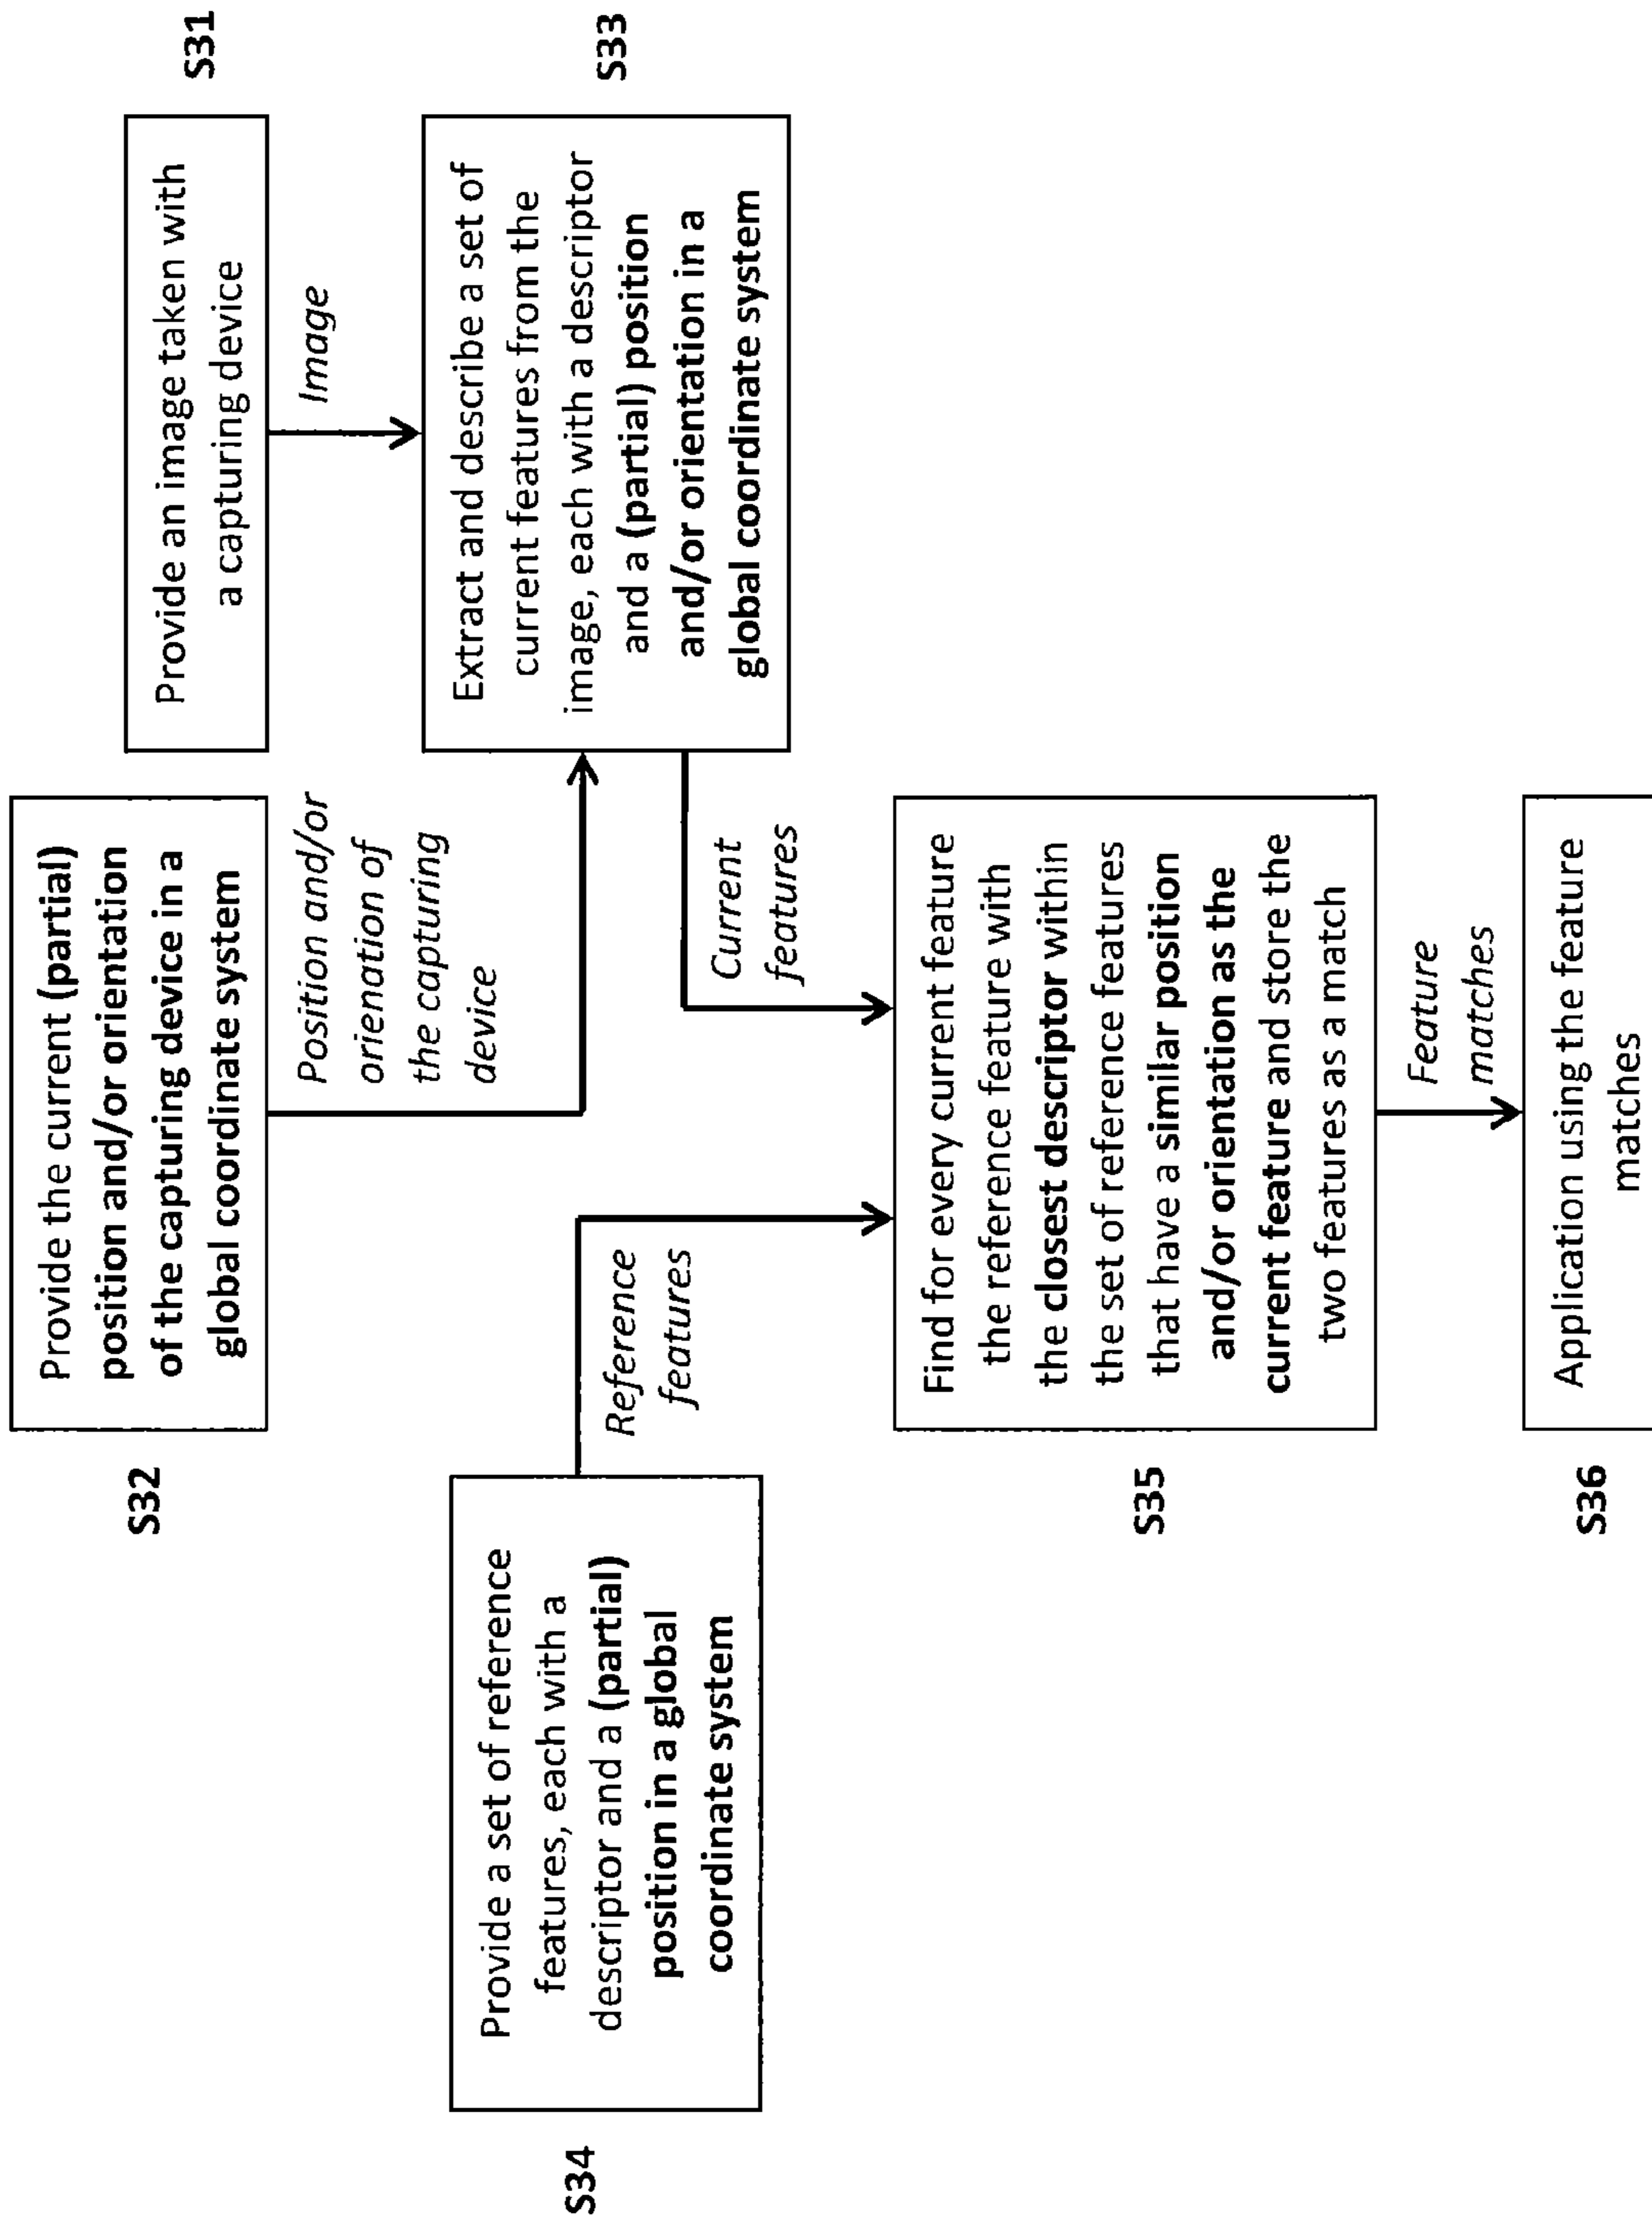 S32
Provide the current (partial)
position and/or orientation
of the capturing device in a
global coordinate system
Provide an image taken with
a capturing device
S31
Position and/or
orienation of
the capturing
device
Image
S34
Provide a set of reference
features, each with a
descriptor and a (partial)
position in a global
coordinate system
Reference
features
Extract and describe a set of
current features from the
image, each with a descriptor
and a (partial) position
and/or orientation in a
global coordinate system
S33
Current
features
S35
Find for every current feature
the reference feature with
the closest descriptor within
the set of reference features
that have a similar position
and/or orientation as the
current feature and store the
two features as a match
Feature
matches
S36
Application using the feature
matches